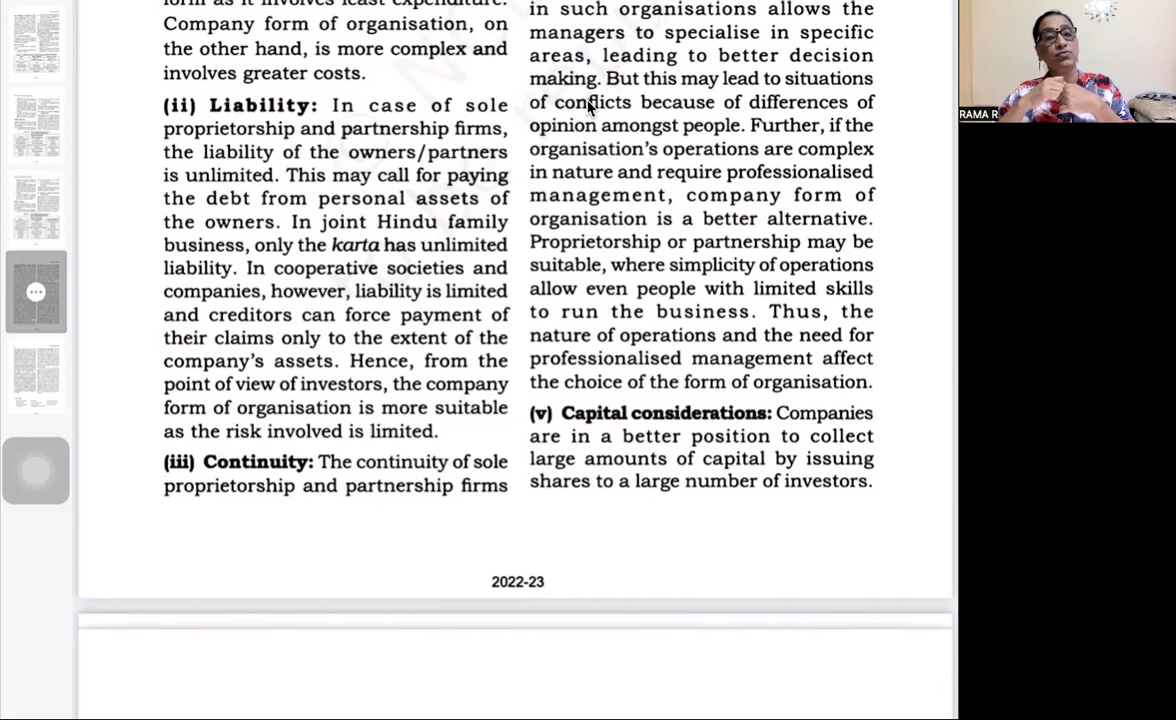 form as it involves least expenditure.
Company form of organisation, on
the other hand, is more complex and
involves greater costs.
(ii) Liability: In case of sole
proprietorship and partnership firms,
the liability of the owners/partners
is unlimited. This may call for paying
the debt from personal assets of
the owners. In joint Hindu family
business, only the karta has unlimited
liability. In cooperative societies and
companies, however, liability is limited
and creditors can force payment of
their claims only to the extent of the
company's assets. Hence, from the
point of view of investors, the company
form of organisation is more suitable
as the risk involved is limited.
(iii) Continuity: The continuity of sole
proprietorship and partnership firms
in such organisations allows the
managers to specialise in specific
areas, leading to better decision
making. But this may lead to situations
of conflicts because of differences of
opinion amongst people. Further, if the
organisation's operations are complex
in nature and require professionalised
management, company form of
organisation is a better alternative.
Proprietorship or partnership may be
suitable, where simplicity of operations
allow even people with limited skills
to run the business. Thus, the
nature of operations and the need for
professionalised management affect
the choice of the form of organisation.
(v) Capital considerations: Companies
are in a better position to collect
large amounts of capital by issuing
shares to a large number of investors.
2022-23
RAMA R